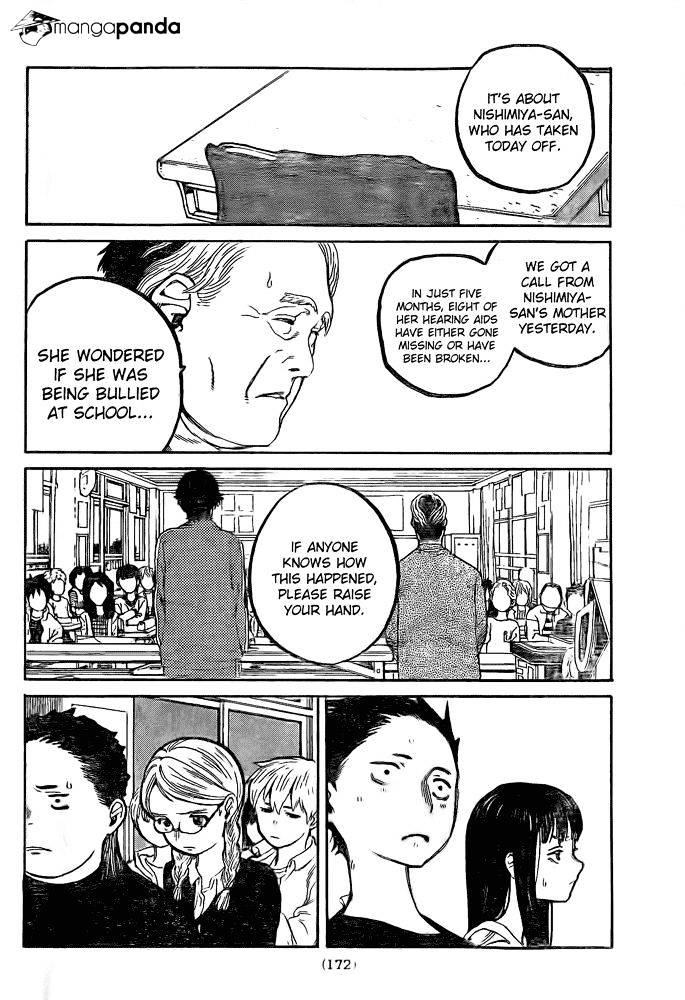 mangapanda
IT'S ABOUT
NISHIMIYA-SAN,
WHO HAS TAKEN
TODAY OFF.
WE GOT A
CALL FROM
NISHIMIYA-
SAN'S MOTHER
YESTERDAY.
IN JUST FIVE
MONTHS, EIGHT OF
HER HEARING AIDS
HAVE EITHER GONE
MISSING OR HAVE
BEEN BROKEN...
SHE WONDERED
IF SHE WAS
BEING BULLIED
AT SCHOOL...
IF ANYONE
KNOWS HOW
THIS HAPPENED,
PLEASE RAISE
YOUR HAND.
(172)